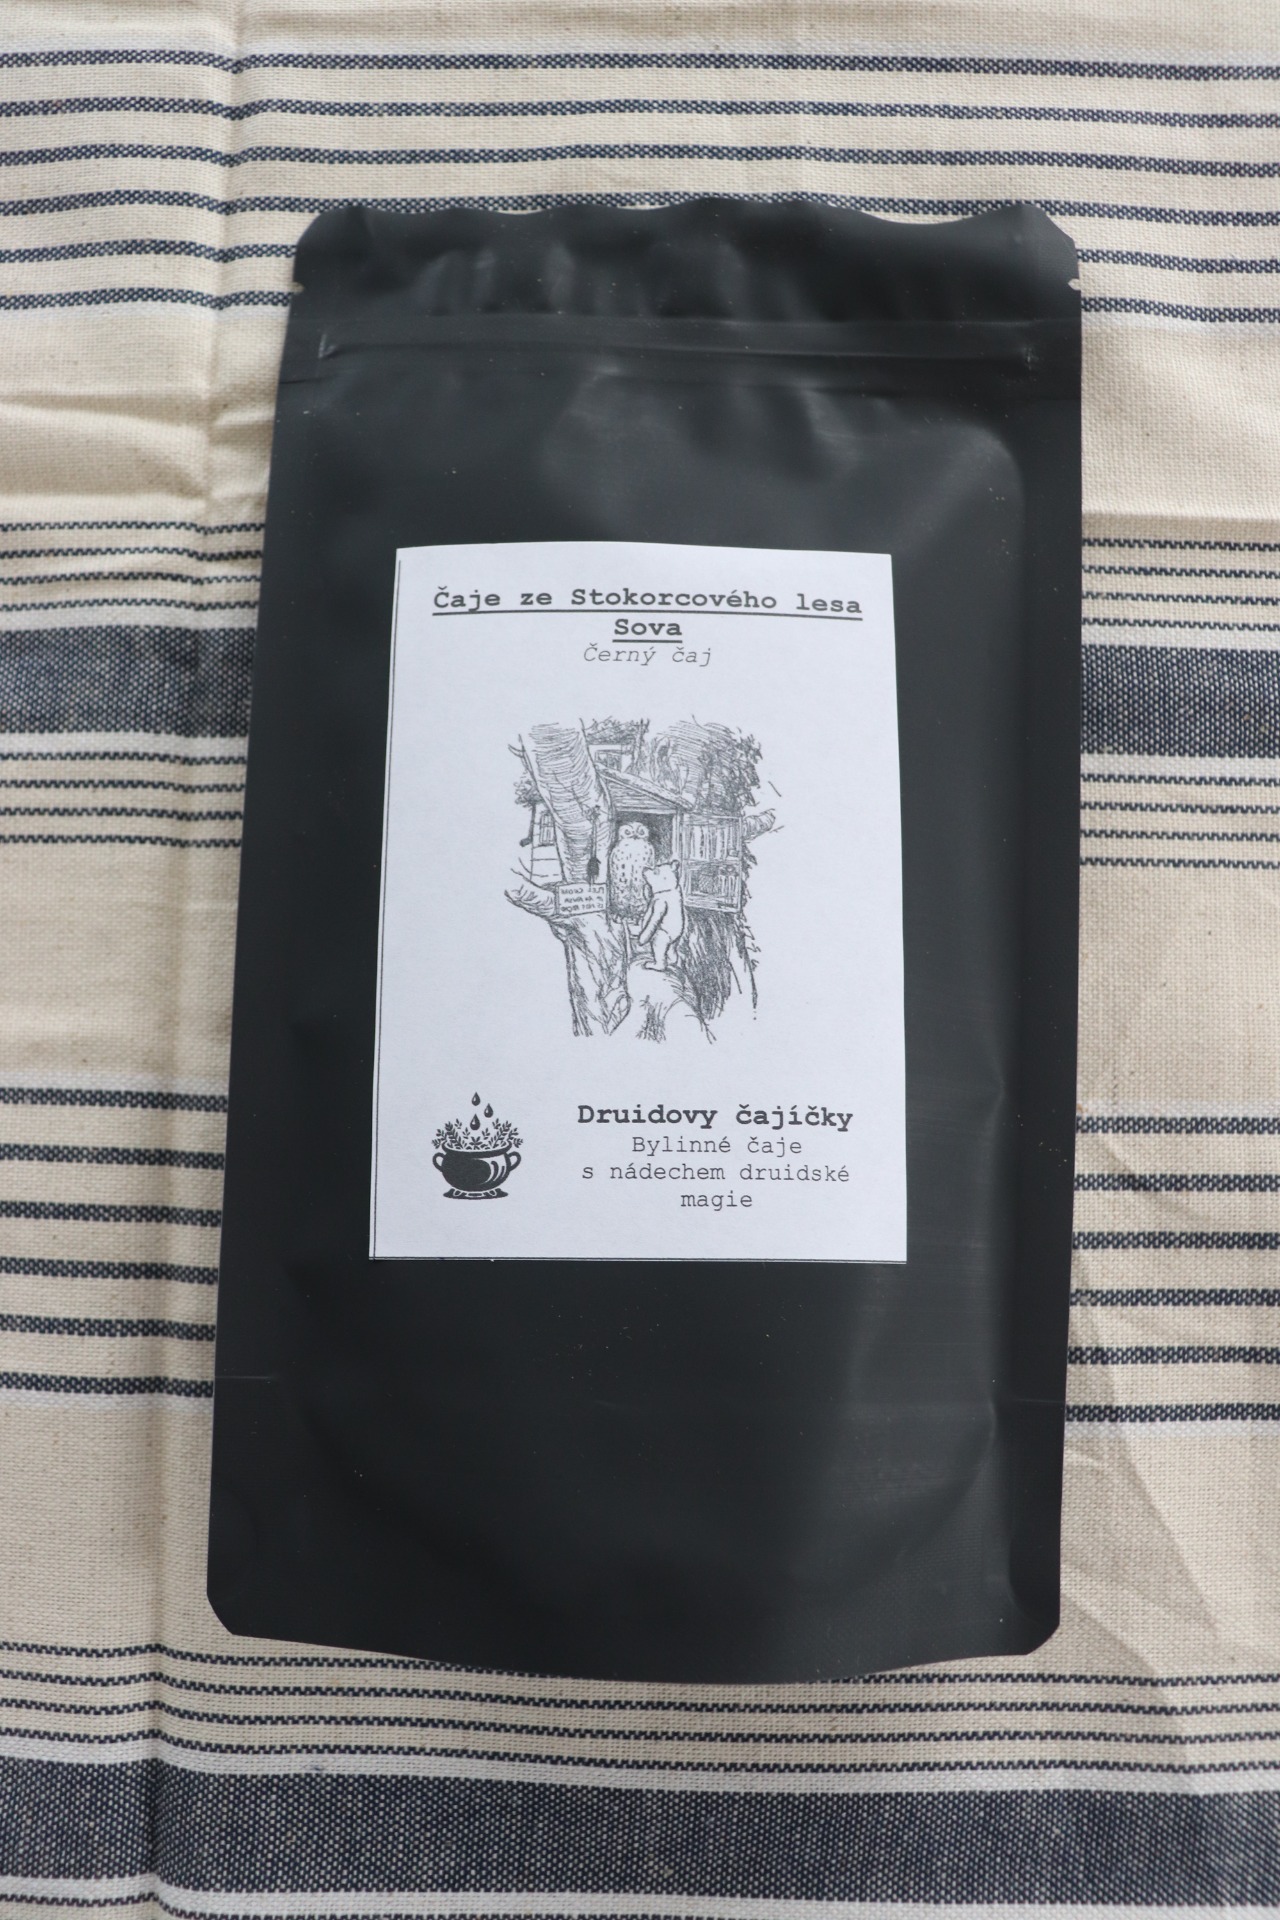 Čaje ze Stokorcového lesa
Sova
Černý čaj
Druidovy čajíčky
Bylinné čaje
s nádechem druidské
magie